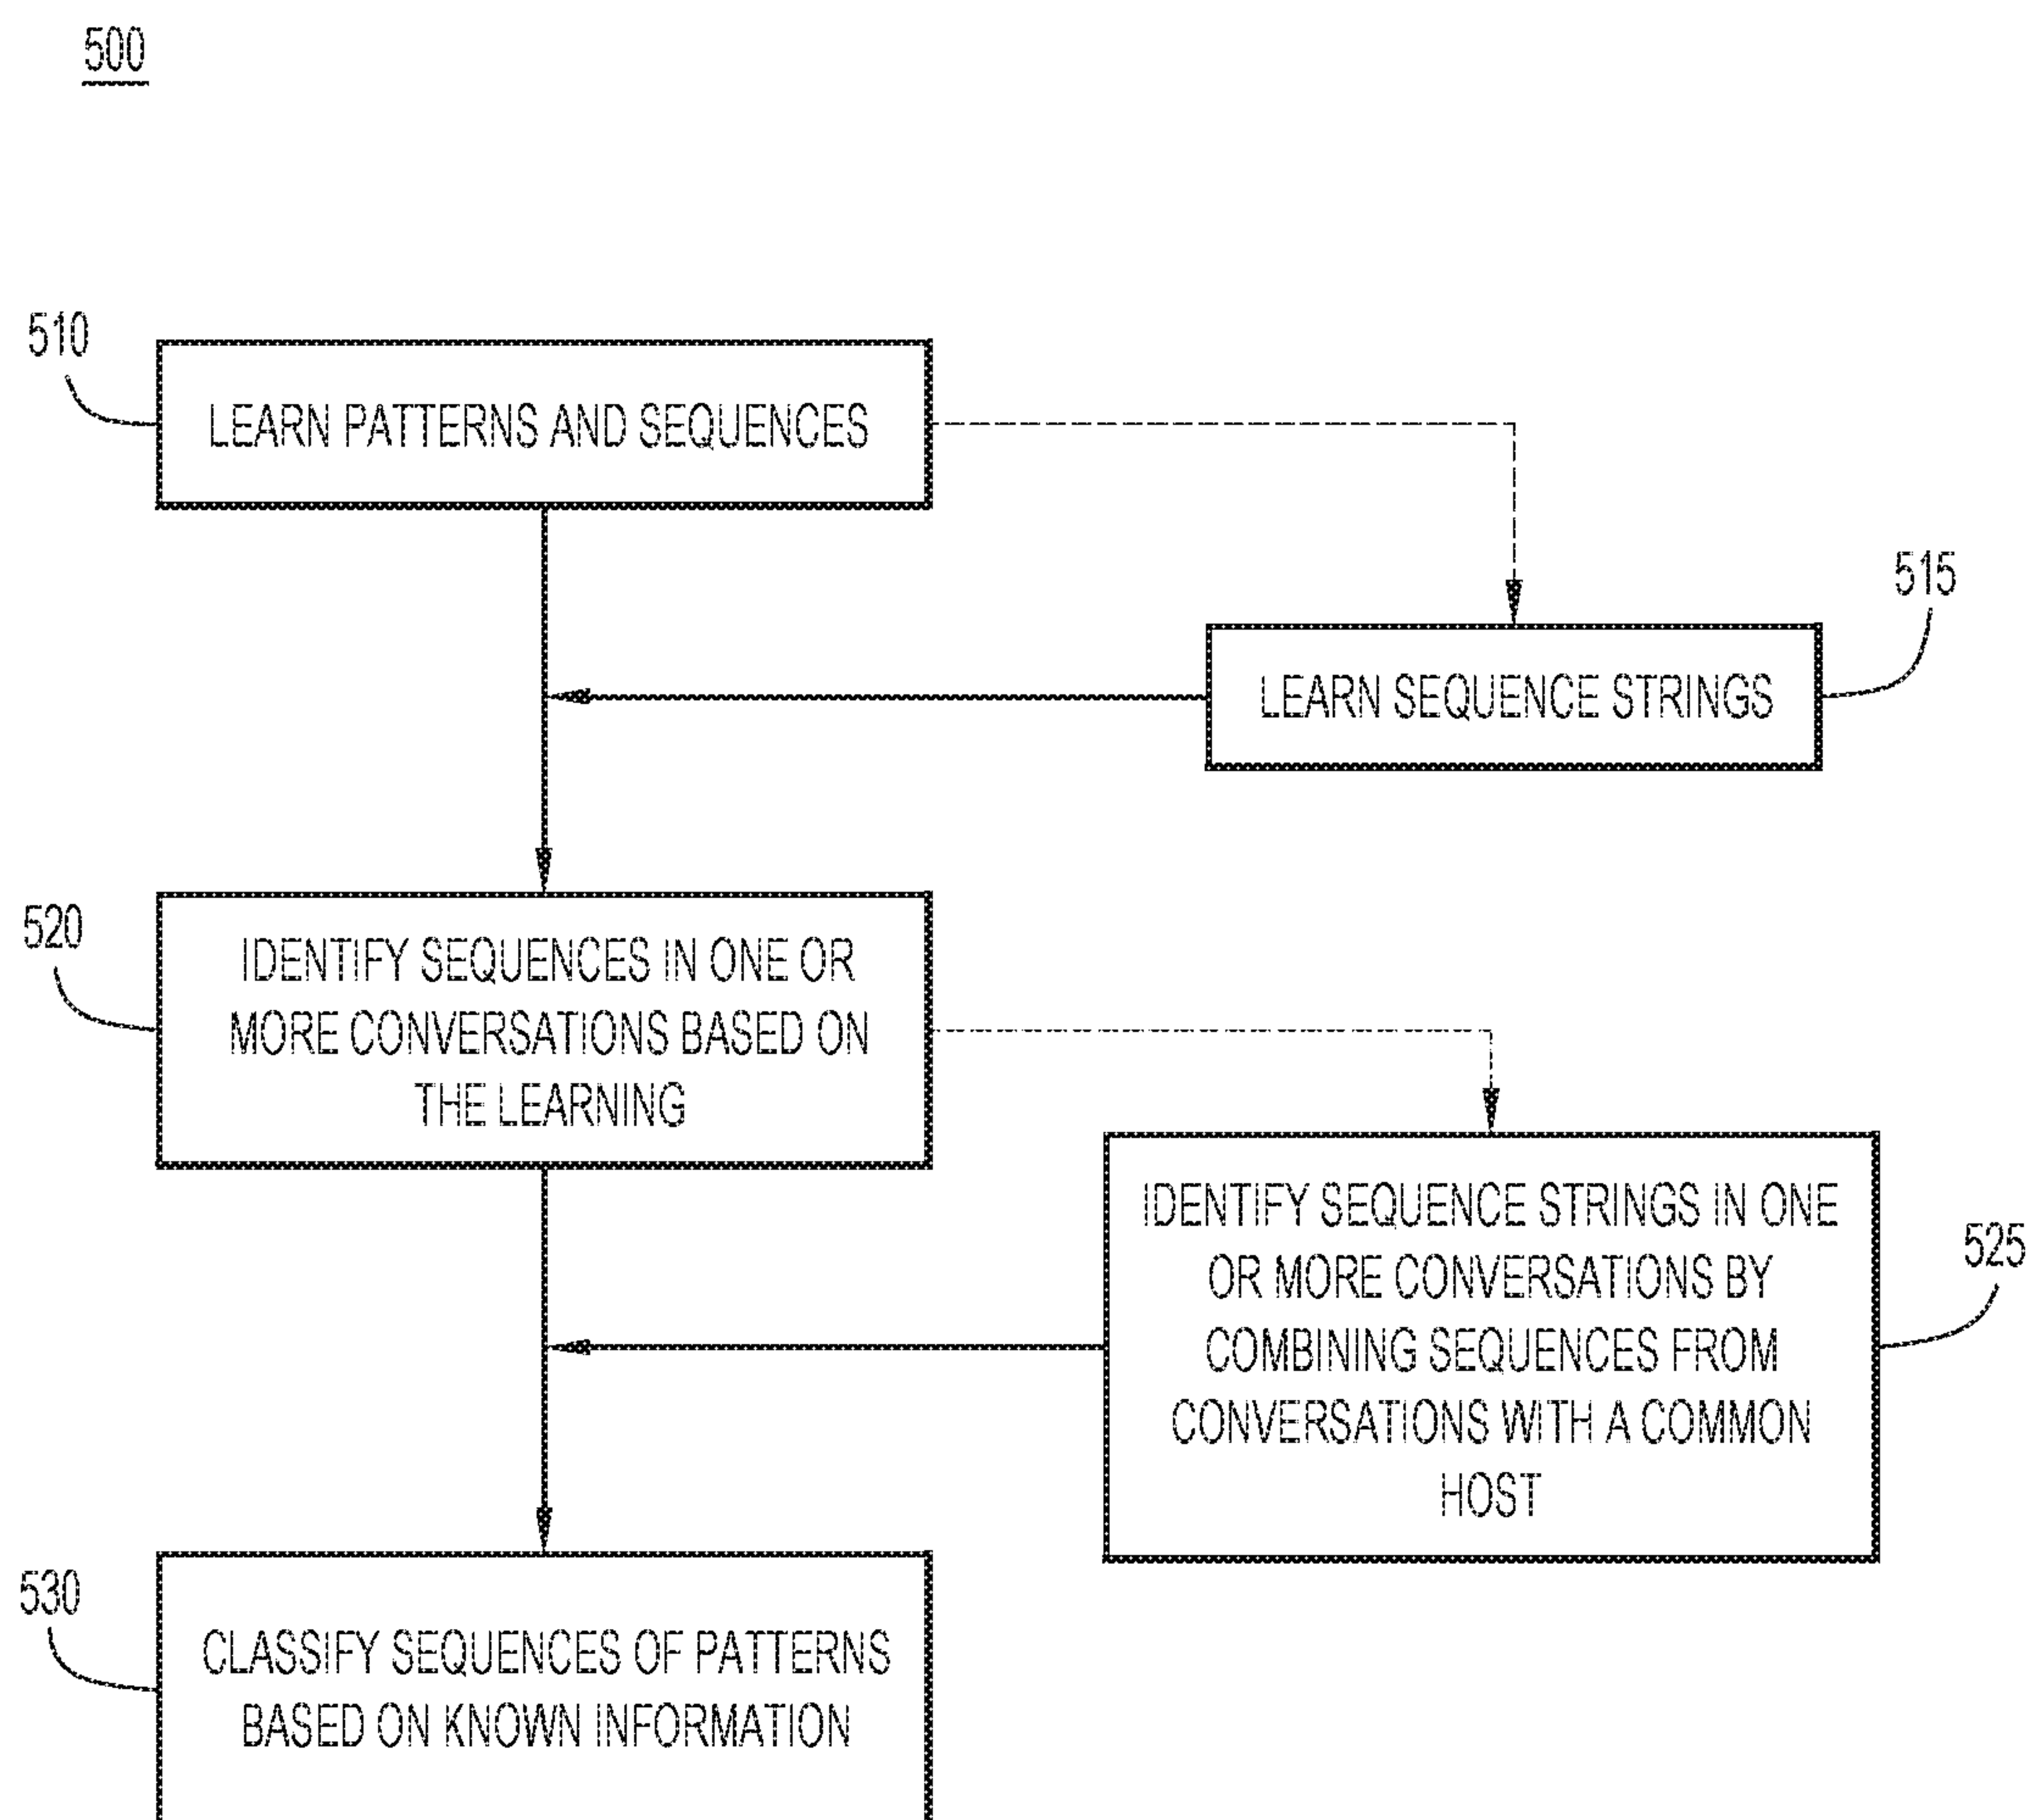 500
510
LEARN PATTERNS AND SEQUENCES
515
LEARN SEQUENCE STRINGS
520
IDENTIFY SEQUENCES IN ONE OR
MORE CONVERSATIONS BASED ON
THE LEARNING
IDENTIFY SEQUENCE STRINGS IN ONE
OR MORE CONVERSATIONS BY
COMBINING SEQUENCES FROM
CONVERSATIONS WITH A COMMON
HOST
525
530
CLASSIFY SEQUENCES OF PATTERNS
BASED ON KNOWN INFORMATION